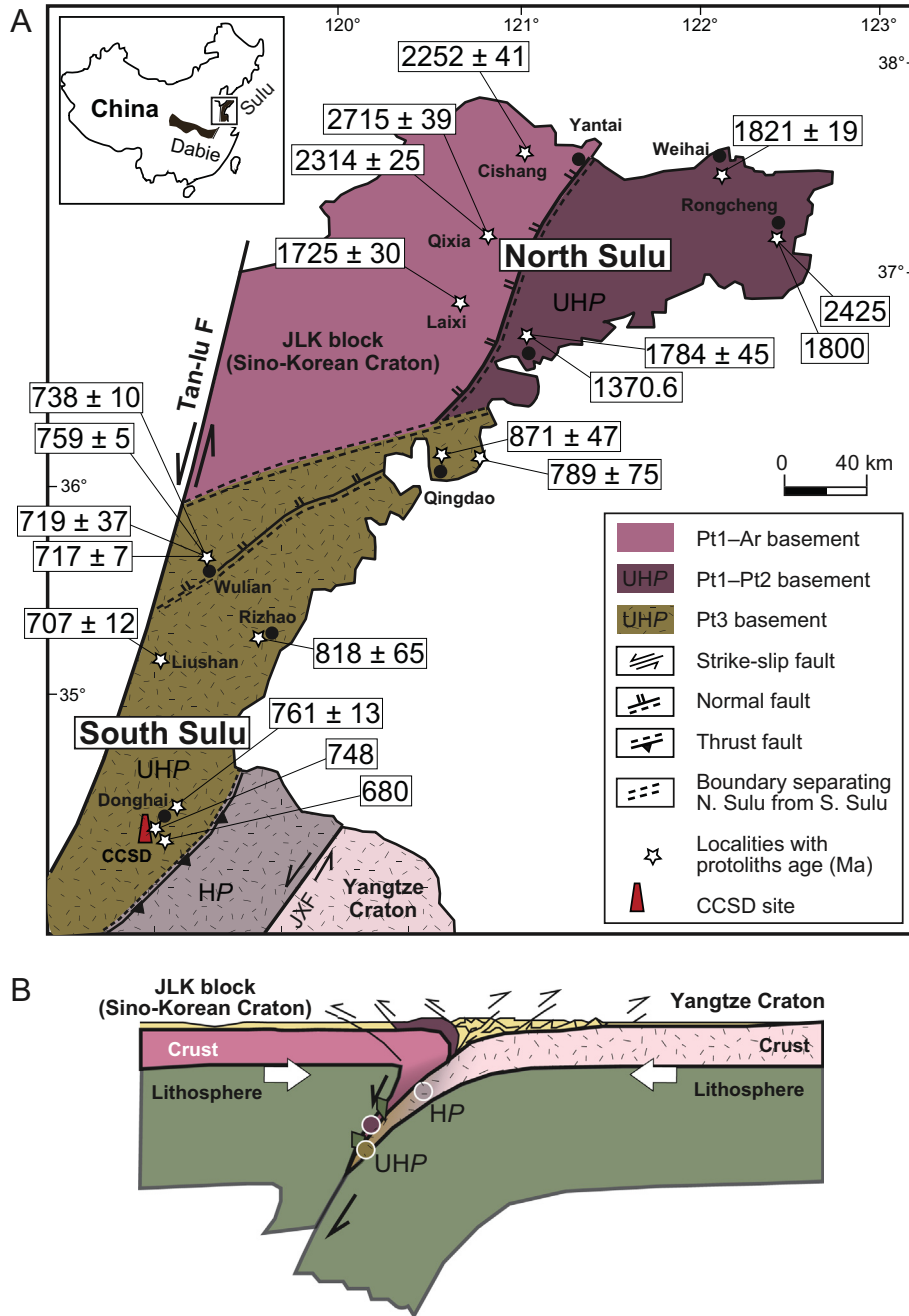 A
120°
121°
122°
123°
38°
37°
36°
35°
China
Sulu
Dabie
2252 ± 41
2715 ± 39
2314 ± 25
1725 ± 30
Yantai
Cishang
Weihai
1821 ± 19
Rongcheng
Qixia
North Sulu
UHP
2425
1800
Laixi
JLK block
(Sino-Korean Craton)
1784 ± 45
1370.6
Tan-lu F
738 ± 10
759 ± 5
719 ± 37
717 ± 7
871 ± 47
789 ± 75
Qingdao
0 40 km
Wulian
707 ± 12
Rizhao
Liushan
818 ± 65
South Sulu
761 ± 13
748
680
UHP
Donghai
CCSD
HP
JXF
Yangtze
Craton
Pt1–Ar basement
UHP Pt1–Pt2 basement
UHP Pt3 basement
Strike-slip fault
Normal fault
Thrust fault
Boundary separating
N. Sulu from S. Sulu
Localities with
protoliths age (Ma)
CCSD site
B
JLK block
(Sino-Korean Craton)
Yangtze Craton
Crust
Crust
Lithosphere
Lithosphere
HP
UHP